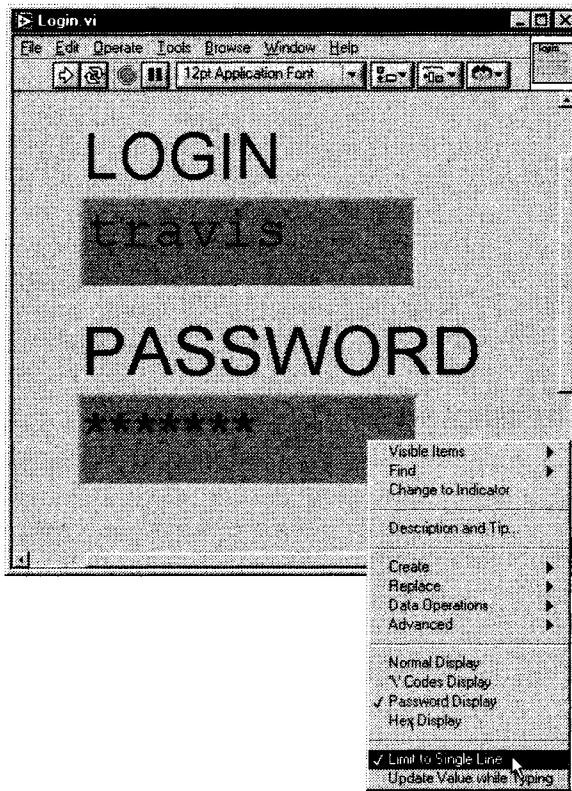 Login.vi
File Edit Operate Tools Browse Window Help
12pt Application Font
LOGIN
travis
PASSWORD
*******
Visible Items
Find
Change to Indicator
Description and Tip...
Create
Replace
Data Operations
Advanced
Normal Display
'\' Codes Display
✓ Password Display
Hex Display
✓ Limit to Single Line
Update Value while Typing